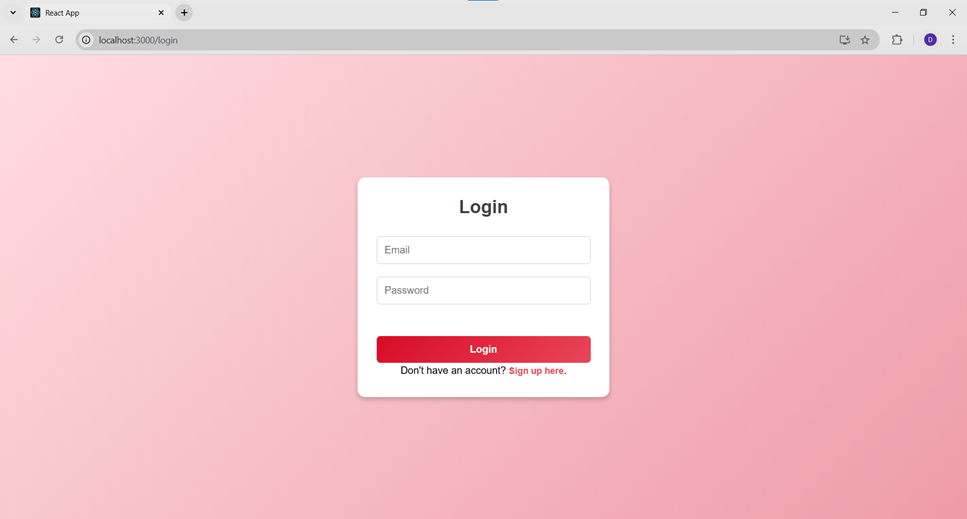 React App
localhost:3000/login
D
Login
Email
Password
Login
Don't have an account? Sign up here.